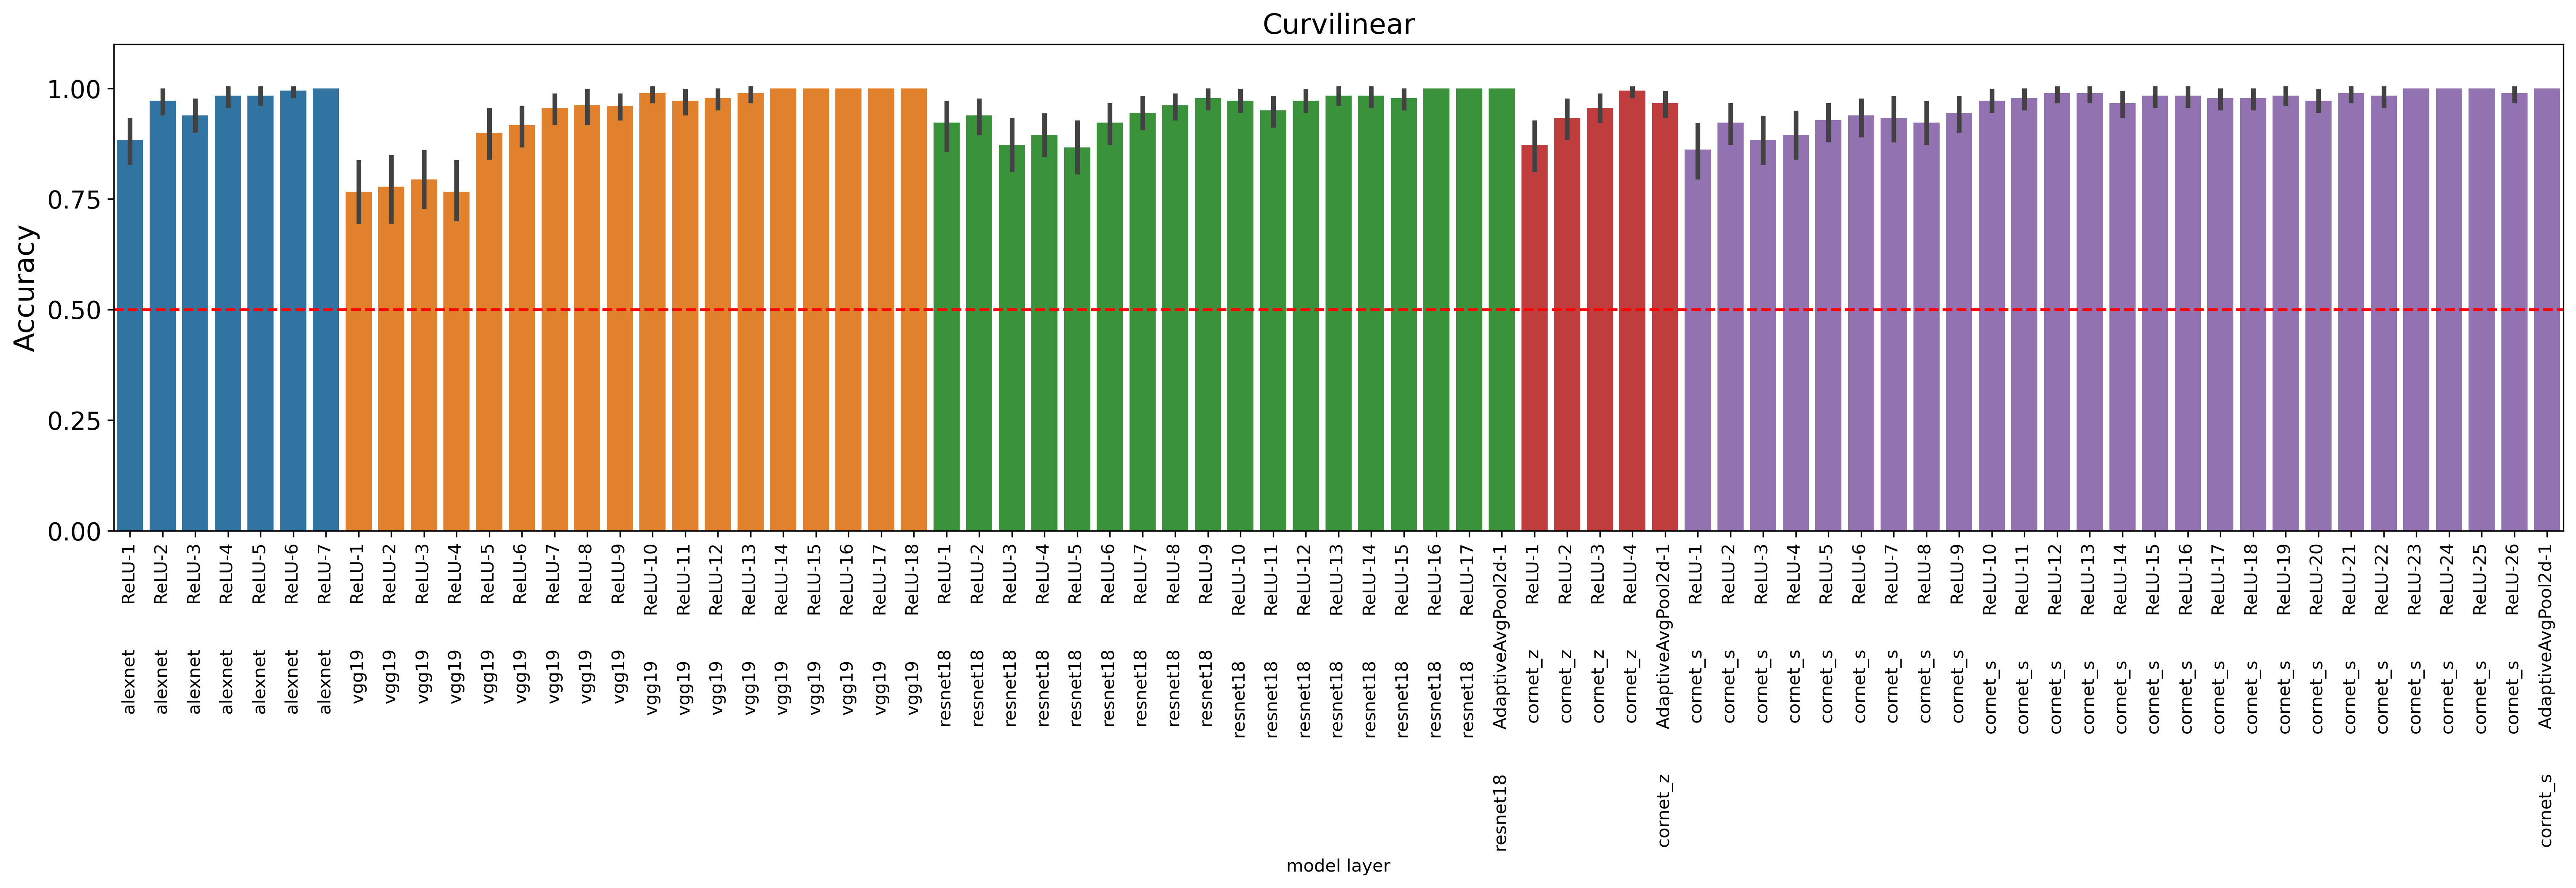 Curvilinear
Accuracy
1.00
0.75
0.50
0.25
0.00
ReLU-1 alexnet
ReLU-2 alexnet
ReLU-3 alexnet
ReLU-4 alexnet
ReLU-5 alexnet
ReLU-6 alexnet
ReLU-7 alexnet
ReLU-1 vgg19
ReLU-2 vgg19
ReLU-3 vgg19
ReLU-4 vgg19
ReLU-5 vgg19
ReLU-6 vgg19
ReLU-7 vgg19
ReLU-8 vgg19
ReLU-9 vgg19
ReLU-10 vgg19
ReLU-11 vgg19
ReLU-12 vgg19
ReLU-13 vgg19
ReLU-14 vgg19
ReLU-15 vgg19
ReLU-16 vgg19
ReLU-17 vgg19
ReLU-18 vgg19
ReLU-1 resnet18
ReLU-2 resnet18
ReLU-3 resnet18
ReLU-4 resnet18
ReLU-5 resnet18
ReLU-6 resnet18
ReLU-7 resnet18
ReLU-8 resnet18
ReLU-9 resnet18
ReLU-10 resnet18
ReLU-11 resnet18
ReLU-12 resnet18
ReLU-13 resnet18
ReLU-14 resnet18
ReLU-15 resnet18
ReLU-16 resnet18
ReLU-17 resnet18
AdaptiveAvgPool2d-1 resnet18
ReLU-1 cornet_z
ReLU-2 cornet_z
ReLU-3 cornet_z
ReLU-4 cornet_z
AdaptiveAvgPool2d-1 cornet_z
ReLU-1 cornet_s
ReLU-2 cornet_s
ReLU-3 cornet_s
ReLU-4 cornet_s
ReLU-5 cornet_s
ReLU-6 cornet_s
ReLU-7 cornet_s
ReLU-8 cornet_s
ReLU-9 cornet_s
ReLU-10 cornet_s
ReLU-11 cornet_s
ReLU-12 cornet_s
ReLU-13 cornet_s
ReLU-14 cornet_s
ReLU-15 cornet_s
ReLU-16 cornet_s
ReLU-17 cornet_s
ReLU-18 cornet_s
ReLU-19 cornet_s
ReLU-20 cornet_s
ReLU-21 cornet_s
ReLU-22 cornet_s
ReLU-23 cornet_s
ReLU-24 cornet_s
ReLU-25 cornet_s
ReLU-26 cornet_s
AdaptiveAvgPool2d-1 cornet_s
model layer